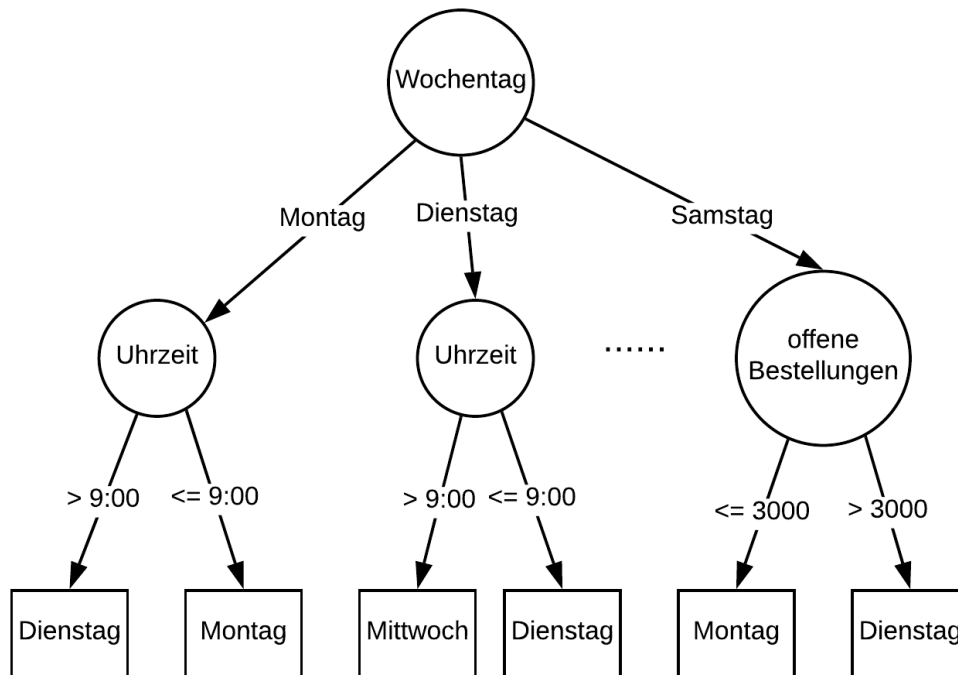 Wochentag
Montag
Dienstag
Samstag
Uhrzeit
Uhrzeit
......
offene
Bestellungen
> 9:00
<= 9:00
> 9:00
<= 9:00
<= 3000
> 3000
Dienstag
Montag
Mittwoch
Dienstag
Montag
Dienstag